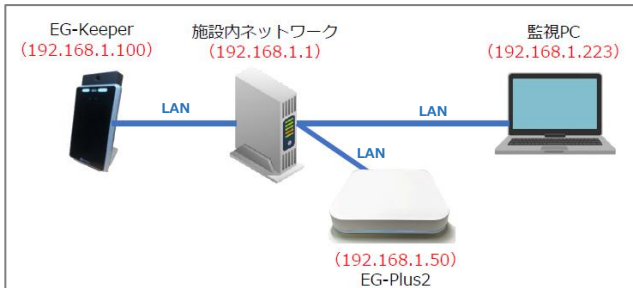 EG-Keeper
(192.168.1.100)
施設内ネットワーク
(192.168.1.1)
監視PC
(192.168.1.223)
LAN
LAN
LAN
(192.168.1.50)
EG-Plus2